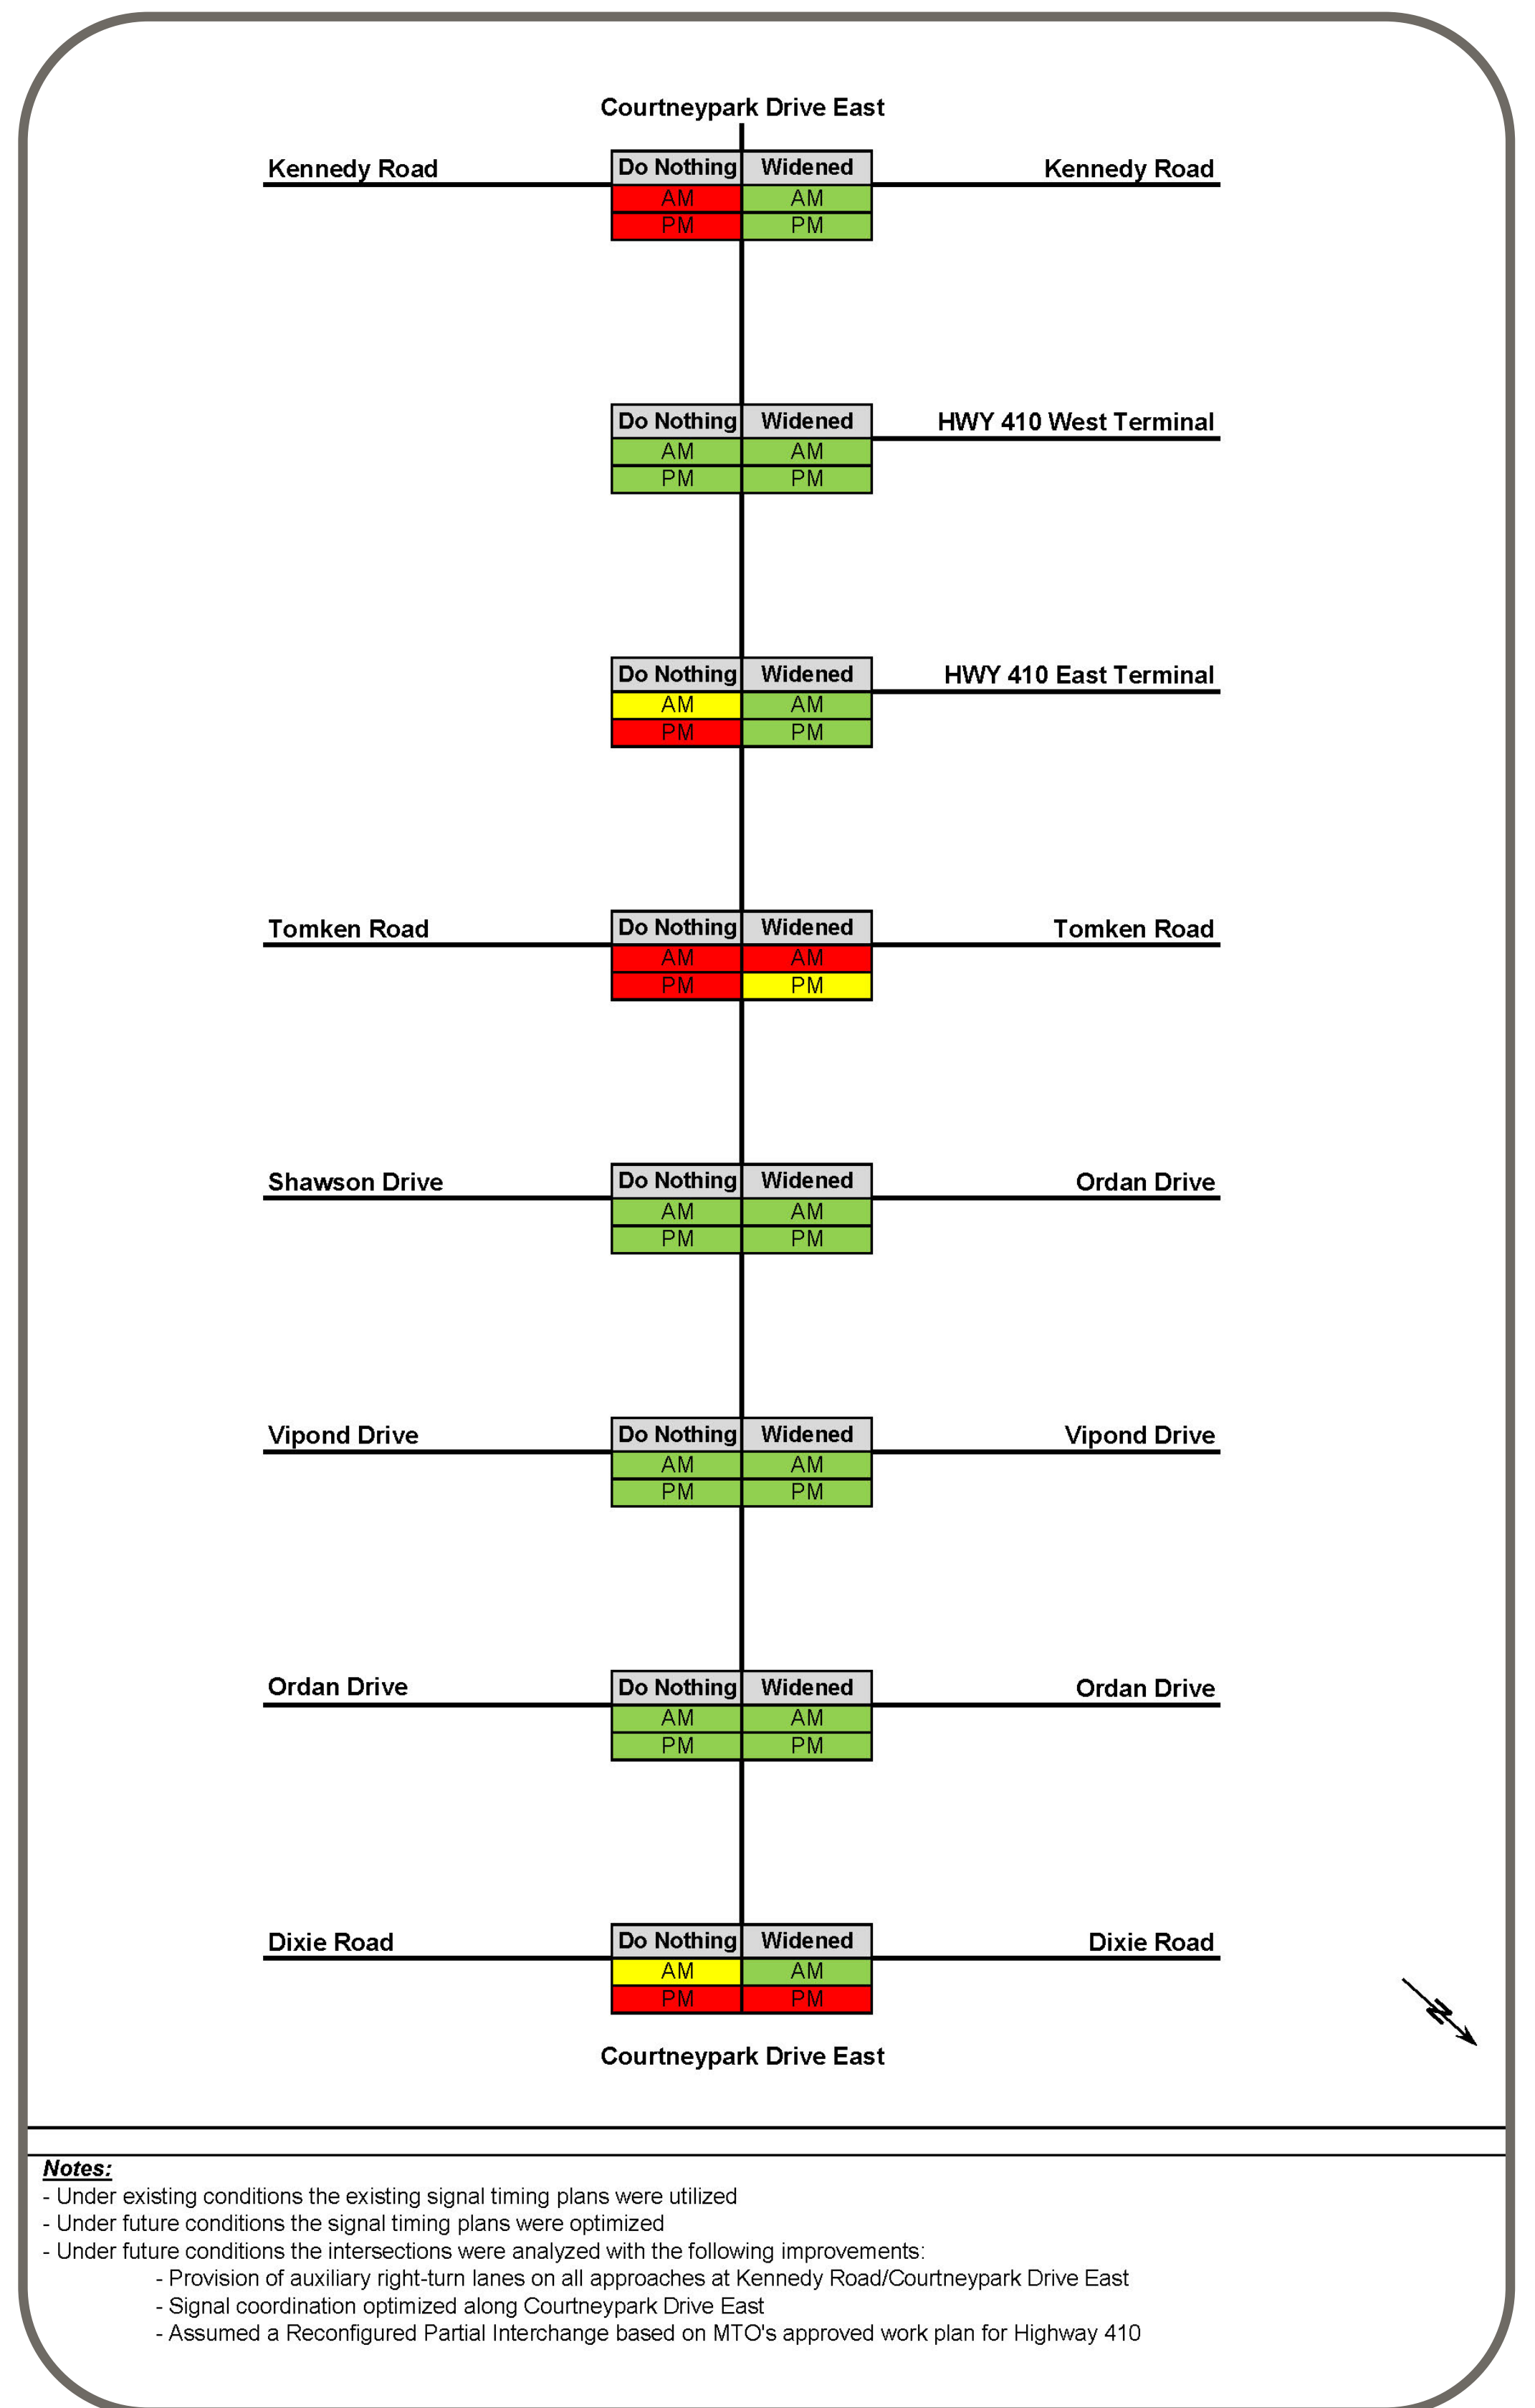 Courtneypark Drive East
Kennedy Road Do Nothing Widened Kennedy Road
AM AM
PM PM
Do Nothing Widened HWY 410 West Terminal
AM AM
PM PM
Do Nothing Widened HWY 410 East Terminal
AM AM
PM PM
Tomken Road Do Nothing Widened Tomken Road
AM AM
PM PM
Shawson Drive Do Nothing Widened Ordan Drive
AM AM
PM PM
Vipond Drive Do Nothing Widened Vipond Drive
AM AM
PM PM
Ordan Drive Do Nothing Widened Ordan Drive
AM AM
PM PM
Dixie Road Do Nothing Widened Dixie Road
AM AM
PM PM
N
Courtneypark Drive East
Notes:
- Under existing conditions the existing signal timing plans were utilized
- Under future conditions the signal timing plans were optimized
- Under future conditions the intersections were analyzed with the following improvements:
- Provision of auxiliary right-turn lanes on all approaches at Kennedy Road/Courtneypark Drive East
- Signal coordination optimized along Courtneypark Drive East
- Assumed a Reconfigured Partial Interchange based on MTO's approved work plan for Highway 410